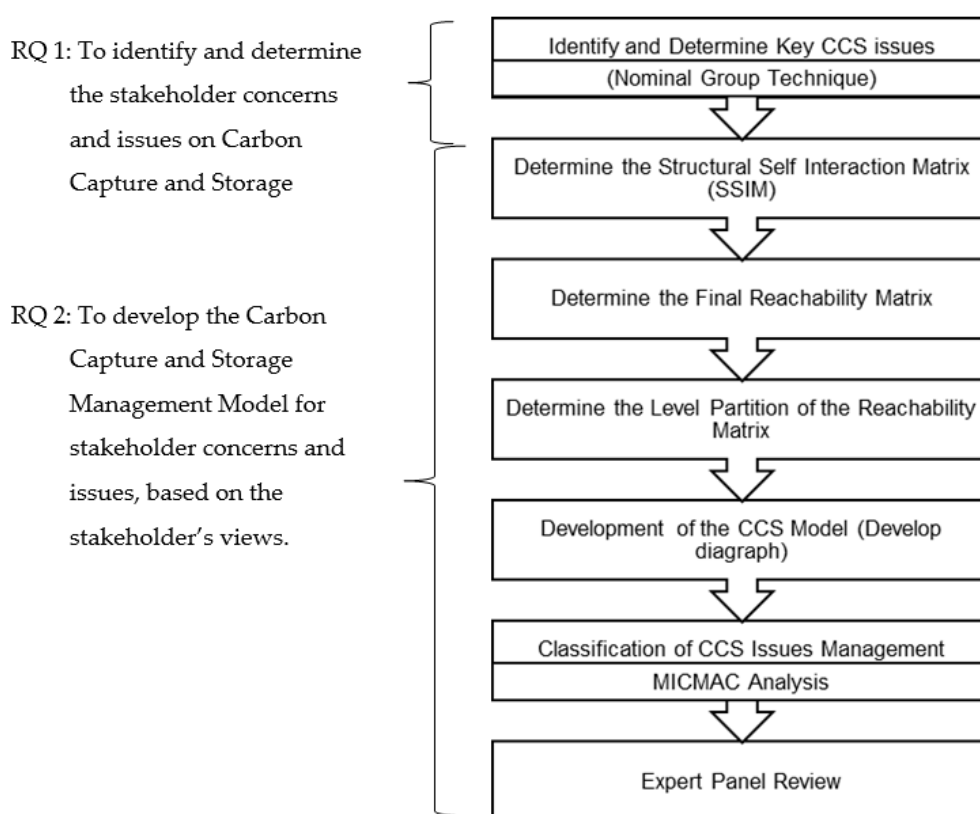 RQ 1: To identify and determine
the stakeholder concerns
and issues on Carbon
Capture and Storage
RQ 2: To develop the Carbon
Capture and Storage
Management Model for
stakeholder concerns and
issues, based on the
stakeholder’s views.
Identify and Determine Key CCS issues
(Nominal Group Technique)
Determine the Structural Self Interaction Matrix
(SSIM)
Determine the Final Reachability Matrix
Determine the Level Partition of the Reachability
Matrix
Development of the CCS Model (Develop
diagraph)
Classification of CCS Issues Management
MICMAC Analysis
Expert Panel Review